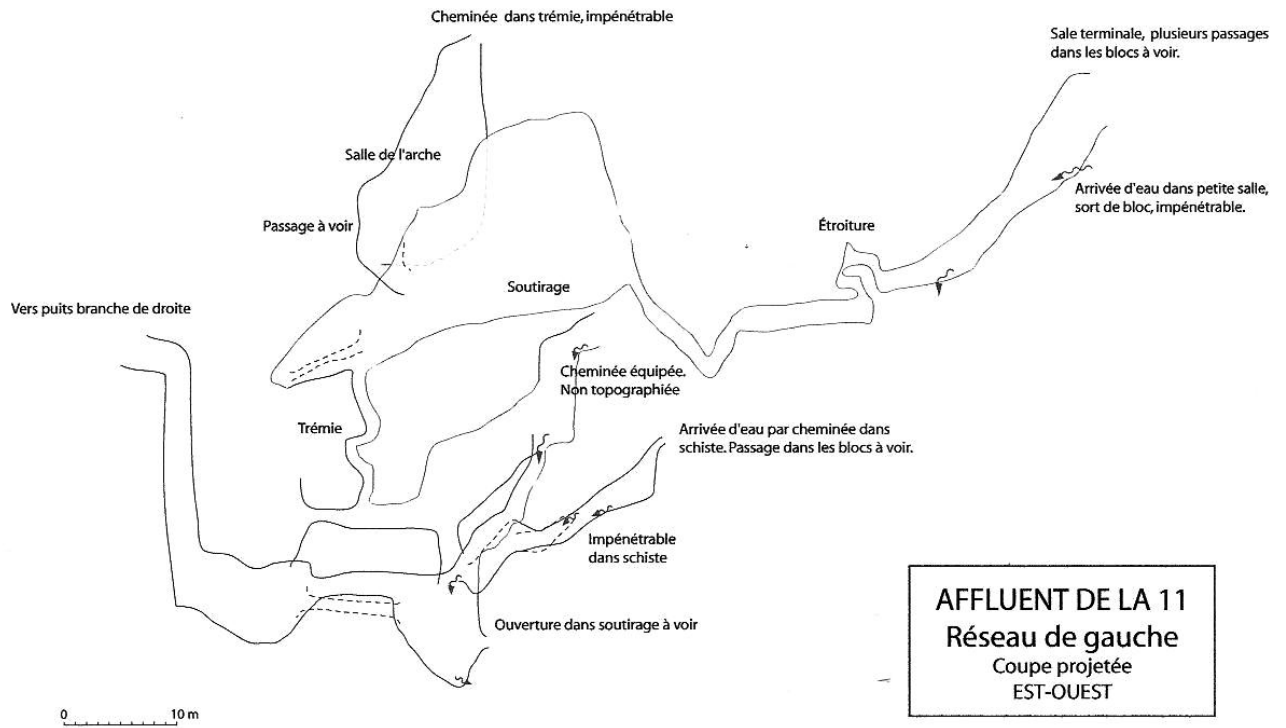 Cheminée dans trémie, impénétrable
Sale terminale, plusieurs passages
dans les blocs à voir.
Salle de l'arche
Arrivée d'eau dans petite salle,
sort de bloc, impénétrable.
Passage à voir
Étroiture
Soutirage
Vers puits branche de droite
Cheminée équipée.
Non topographiée
Trémie
Arrivée d'eau par cheminée dans
schiste. Passage dans les blocs à voir.
Impénétrable
dans schiste
Ouverture dans soutirage à voir
AFFLUENT DE LA 11
Réseau de gauche
Coupe projetée
EST-OUEST
0 10 m